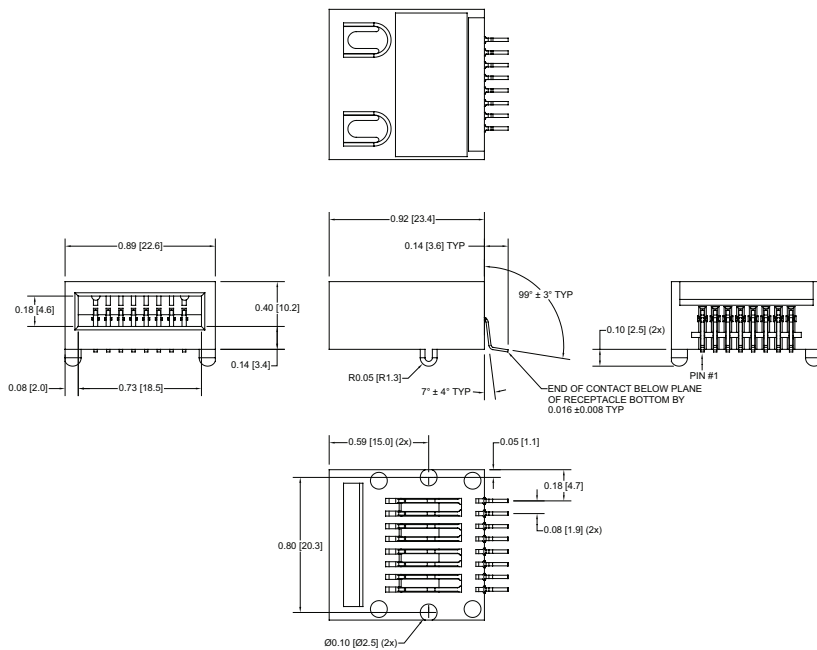 0.92 [23.4]
0.89 [22.6]
0.14 [3.6] TYP
99° ± 3° TYP
0.18 [4.6]
0.40 [10.2]
0.10 [2.5] (2x)
0.14 [3.4]
0.08 [2.0]
0.73 [18.5]
R0.05 [R1.3]
7° ± 4° TYP
PIN #1
END OF CONTACT BELOW PLANE
OF RECEPTACLE BOTTOM BY
0.016 ±0.008 TYP
0.59 [15.0] (2x)
0.05 [1.1]
0.18 [4.7]
0.08 [1.9] (2x)
0.80 [20.3]
Ø0.10 [Ø2.5] (2x)